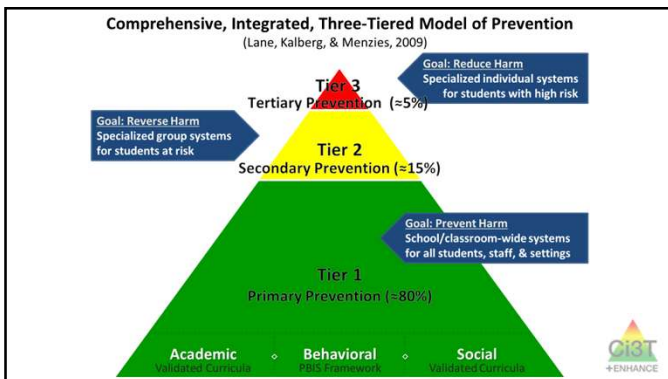 Comprehensive, Integrated, Three-Tiered Model of Prevention
(Lane, Kalberg, & Menzies, 2009)
Goal: Reduce Harm
Specialized individual systems
for students with high risk
Tier 3
Tertiary Prevention (≈5%)
Goal: Reverse Harm
Specialized group systems
for students at risk
Tier 2
Secondary Prevention (≈15%)
Goal: Prevent Harm
School/classroom-wide systems
for all students, staff, & settings
Tier 1
Primary Prevention (≈80%)
Academic ◇ Behavioral ◇ Social
Validated Curricula PBIS Framework Validated Curricula
Ci3T
+ENHANCE